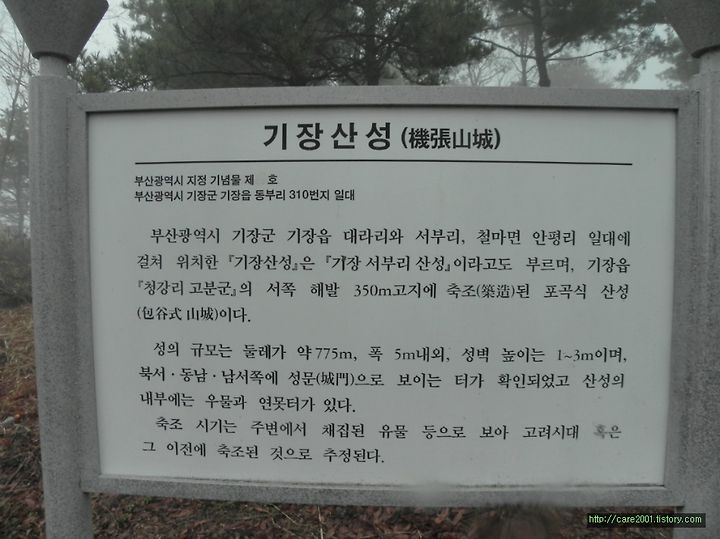 기장산성 (機張山城)
부산광역시 지정 기념물 제 호
부산광역시 기장군 기장읍 동부리 310번지 일대
부산광역시 기장군 기장읍 대라리와 서부리, 철마면 안평리 일대에
걸쳐 위치한 『기장산성』은 『기장 서부리 산성』이라고도 부르며, 기장읍
『청강리 고분군』의 서쪽 해발 350m고지에 축조(築造)된 포곡식 산성
(包谷式 山城)이다.
성의 규모는 둘레가 약 775m, 폭 5m내외, 성벽 높이는 1~3m이며,
북서·동남·남서쪽에 성문(城門)으로 보이는 터가 확인되었고 산성의
내부에는 우물과 연못터가 있다.
축조 시기는 주변에서 채집된 유물 등으로 보아 고려시대 혹은
그 이전에 축조된 것으로 추정된다.
http://care2001.tistory.com